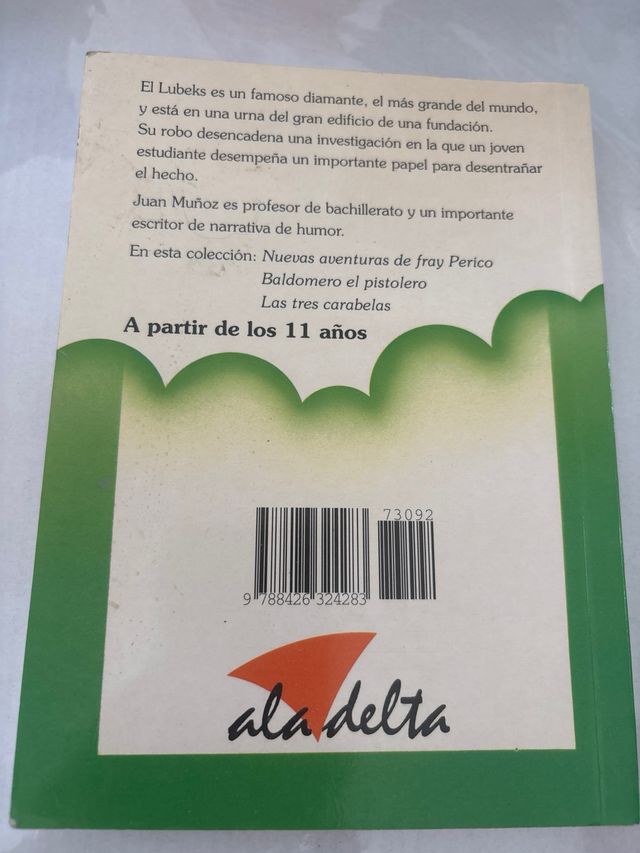 El Lubeks es un famoso diamante, el más grande del mundo,
y está en una urna del gran edificio de una fundación.
Su robo desencadena una investigación en la que un joven
estudiante desempeña un importante papel para desentrañar
el hecho.
Juan Muñoz es profesor de bachillerato y un importante
escritor de narrativa de humor.
En esta colección: Nuevas aventuras de fray Perico
Baldomero el pistolero
Las tres carabelas
A partir de los 11 años
73092
9 788426 324283
ala delta